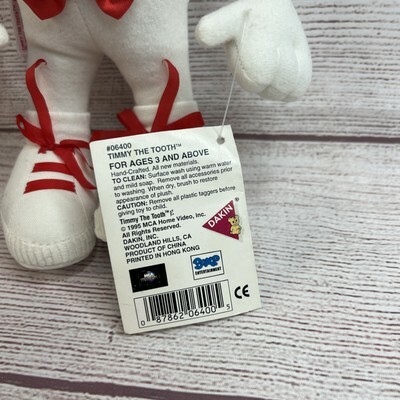 #06400
TIMMY THE TOOTH™
FOR AGES 3 AND ABOVE
Hand-Crafted. All new materials.
TO CLEAN: Surface wash using warm water
and mild soap. Remove all accessories prior
to washing. When dry, brush to restore
appearance of plush.
CAUTION: Remove all plastic taggers before
giving toy to child.
Timmy The Tooth™/
© 1995 MCA Home Video, Inc.
DAKIN, INC.
WOODLAND HILLS, CA
PRODUCT OF CHINA
PRINTED IN HONG KONG
DAKIN
ENTERTAINMENT
CE
0 87862 06400 5